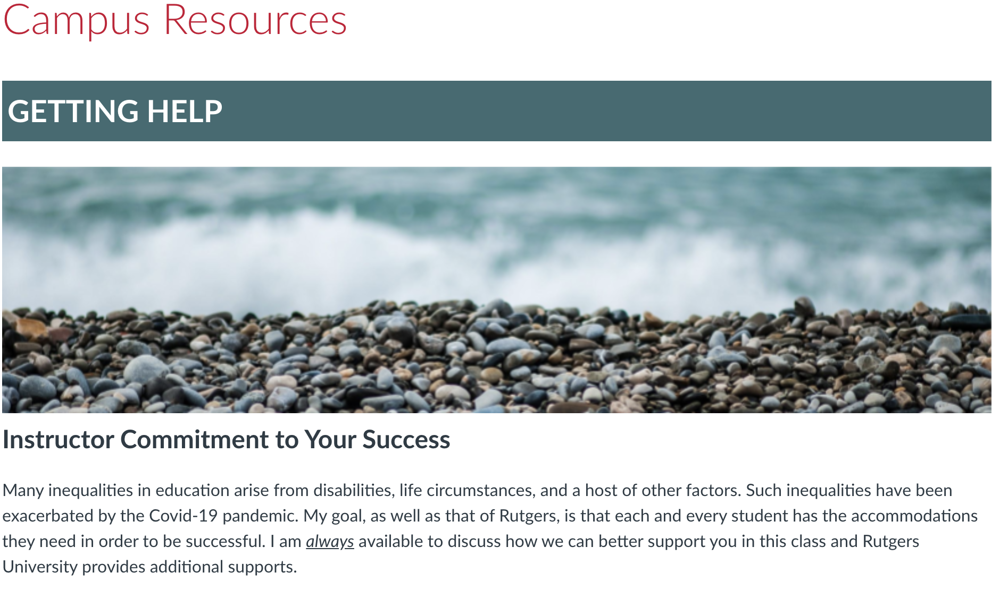 Campus Resources
GETTING HELP
Instructor Commitment to Your Success
Many inequalities in education arise from disabilities, life circumstances, and a host of other factors. Such inequalities have been
exacerbated by the Covid-19 pandemic. My goal, as well as that of Rutgers, is that each and every student has the accommodations
they need in order to be successful. I am always available to discuss how we can better support you in this class and Rutgers
University provides additional supports.